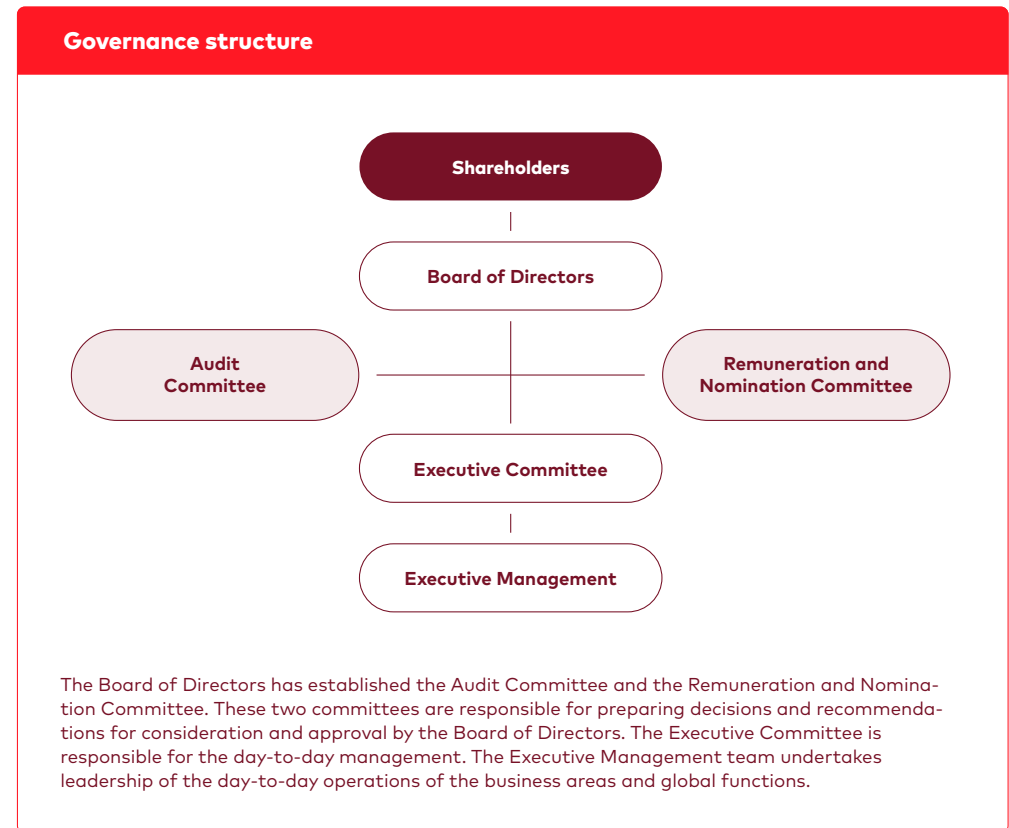 Governance structure
Shareholders
Board of Directors
Audit
Committee
Remuneration and
Nomination Committee
Executive Committee
Executive Management
The Board of Directors has established the Audit Committee and the Remuneration and Nomina-
tion Committee. These two committees are responsible for preparing decisions and recommenda-
tions for consideration and approval by the Board of Directors. The Executive Committee is
responsible for the day-to-day management. The Executive Management team undertakes
leadership of the day-to-day operations of the business areas and global functions.